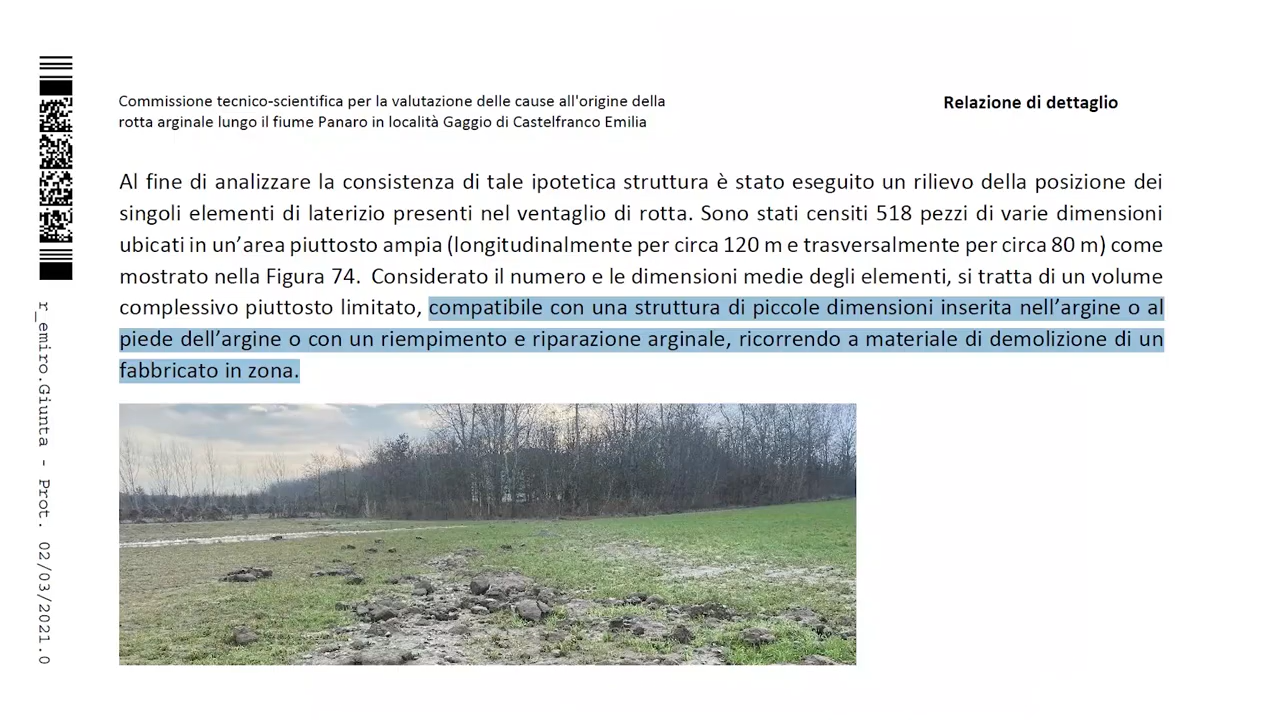 Commissione tecnico-scientifica per la valutazione delle cause all'origine della
rotta arginale lungo il fiume Panaro in località Gaggio di Castelfranco Emilia
Relazione di dettaglio
Al fine di analizzare la consistenza di tale ipotetica struttura è stato eseguito un rilievo della posizione dei
singoli elementi di laterizio presenti nel ventaglio di rotta. Sono stati censiti 518 pezzi di varie dimensioni
ubicati in un’area piuttosto ampia (longitudinalmente per circa 120 m e trasversalmente per circa 80 m) come
mostrato nella Figura 74. Considerato il numero e le dimensioni medie degli elementi, si tratta di un volume
complessivo piuttosto limitato, compatibile con una struttura di piccole dimensioni inserita nell’argine o al
piede dell’argine o con un riempimento e riparazione arginale, ricorrendo a materiale di demolizione di un
fabbricato in zona.
r_emiro.Giunta - Prot. 02/03/2021.0